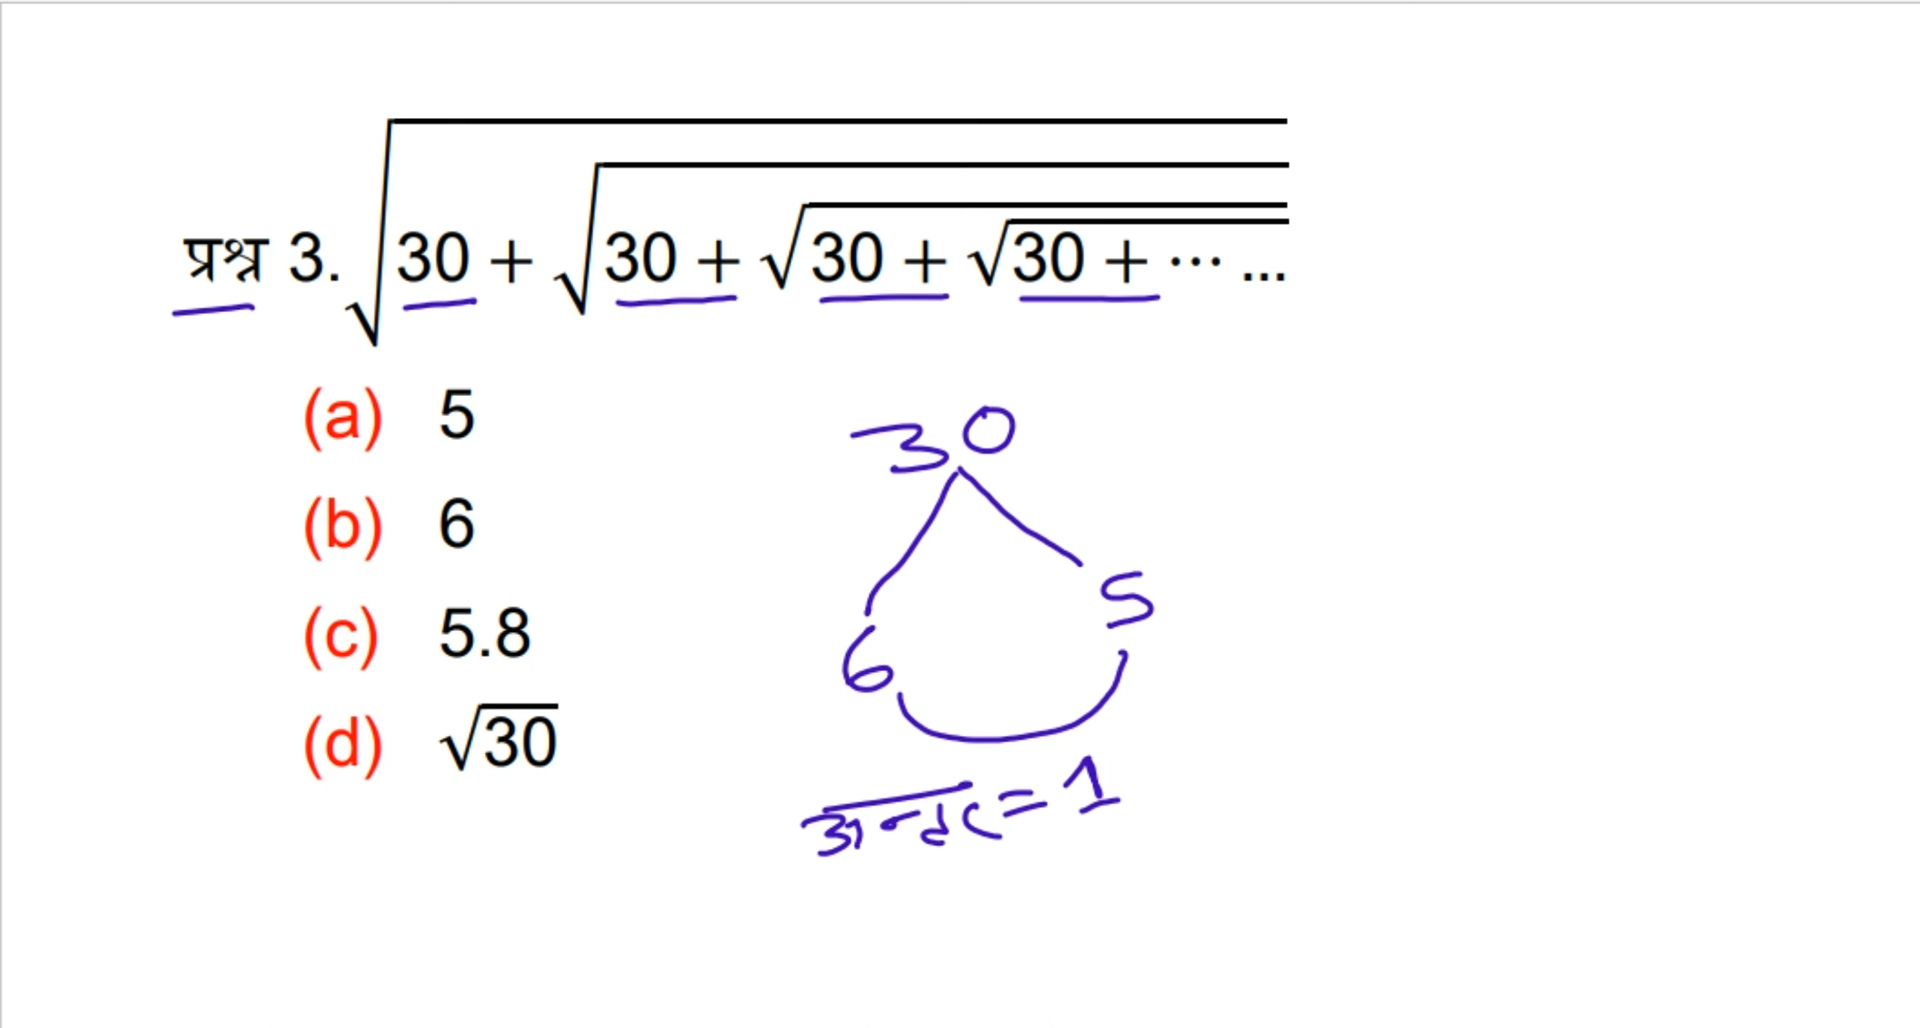 प्रश्न 3. √30 + √30 + √30 + √30 + ⋯ ...
(a) 5
(b) 6
(c) 5.8
(d) √30
30
6 5
अन्तर = 1